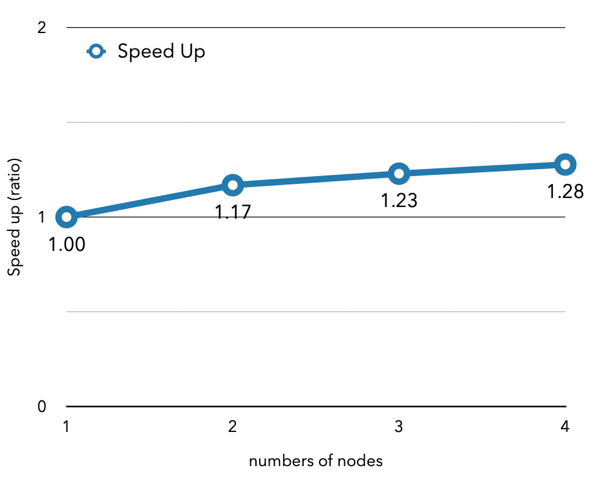 2
Speed Up
Speed up (ratio)
1.28
1.23
1.17
1
1.00
0
1 2 3 4
numbers of nodes